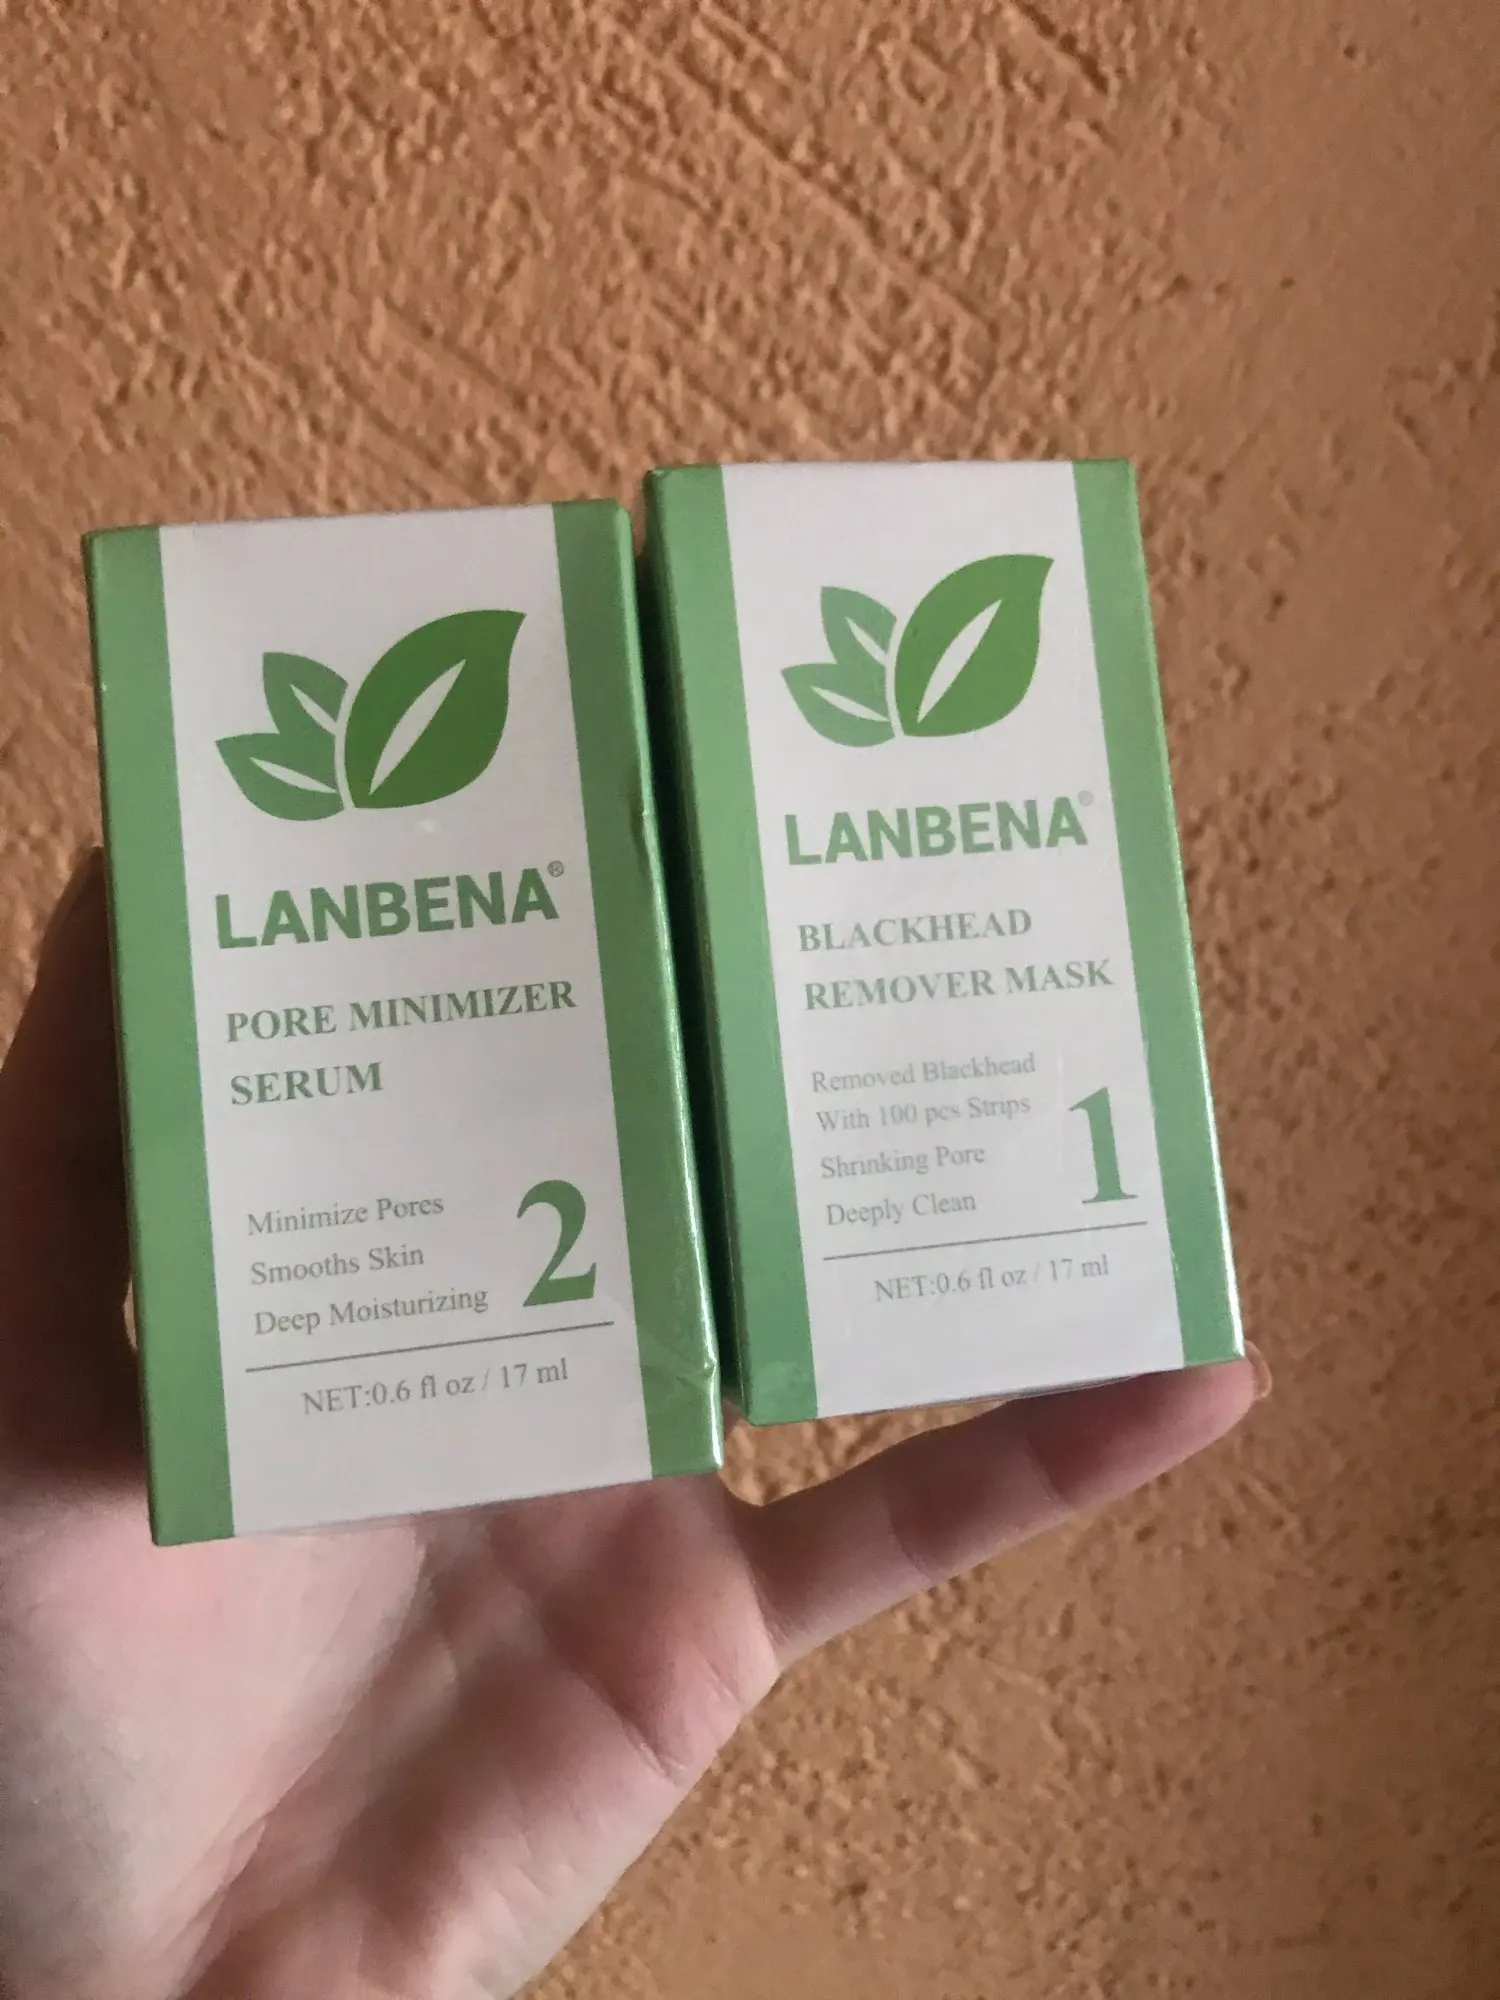 LANBENA®
PORE MINIMIZER
SERUM
Minimize Pores
Smooths Skin
Deep Moisturizing
2
NET:0.6 fl oz / 17 ml
LANBENA®
BLACKHEAD
REMOVER MASK
Removed Blackhead
With 100 pcs Strips
Shrinking Pore
Deeply Clean
1
NET:0.6 fl oz / 17 ml